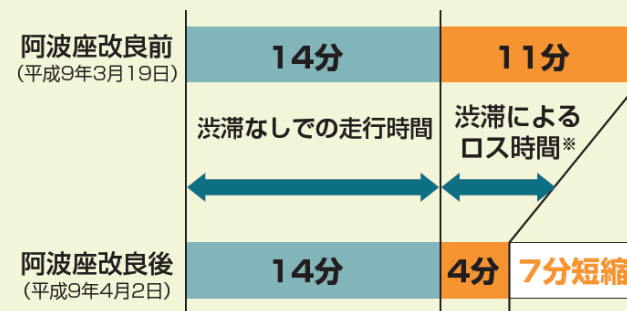 阿波座改良前
(平成9年3月19日)
14分
11分
渋滞なしでの走行時間
渋滞による
ロス時間※
阿波座改良後
(平成9年4月2日)
14分
4分
7分短縮